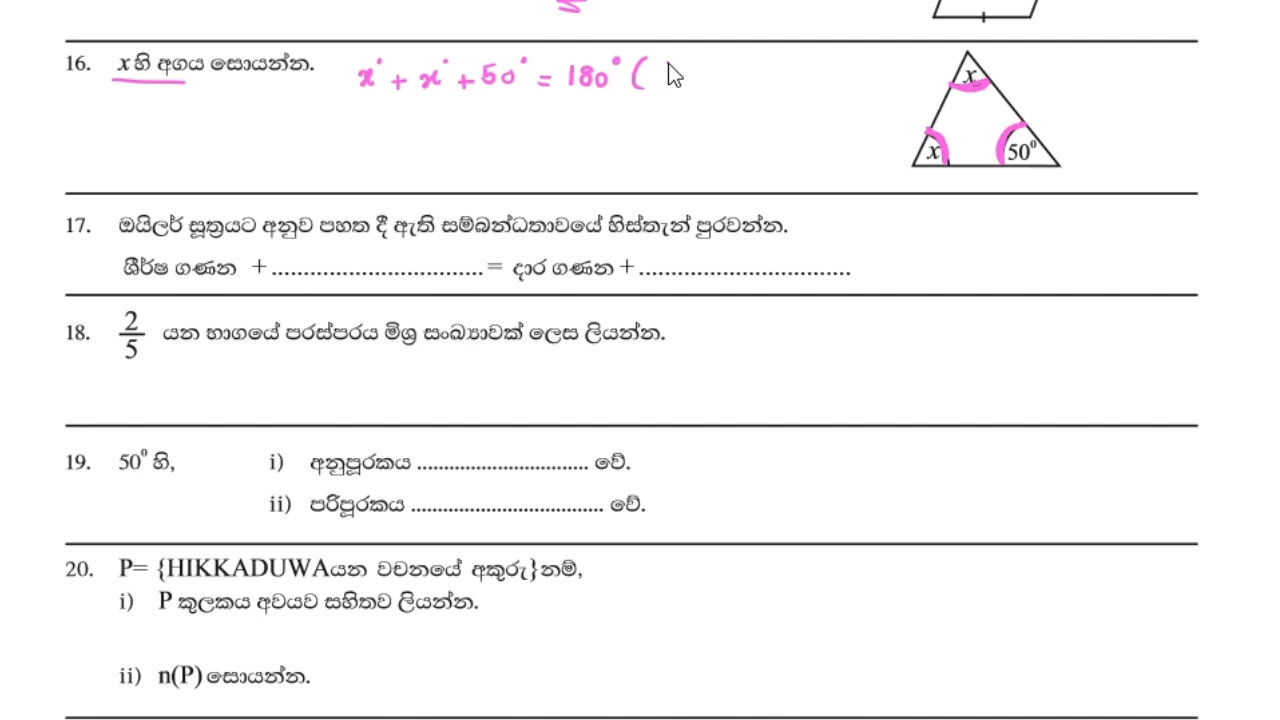 16. x හි අගය සොයන්න. x° + x° + 50° = 180° (
x
x
50⁰
17. ඔයිලර් සූත්‍රයට අනුව පහත දී ඇති සම්බන්ධතාවයේ හිස්තැන් පුරවන්න.
ශීර්ෂ ගණන + ................................. = දාර ගණන + .................................
18. 2/5 යන භාගයේ පරස්පරය මිශ්‍ර සංඛ්‍යාවක් ලෙස ලියන්න.
19. 50⁰ හි, i) අනුපූරකය ................................ වේ.
ii) පරිපූරකය .................................... වේ.
20. P= {HIKKADUWAයන වචනයේ අකුරු}නම්,
i) P කුලකය අවයව සහිතව ලියන්න.
ii) n(P) සොයන්න.